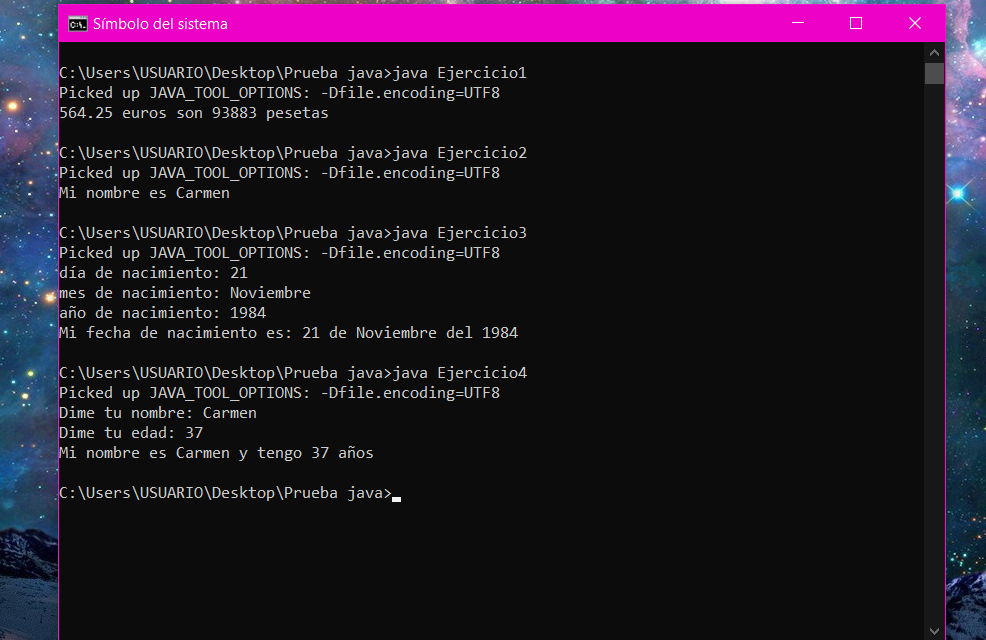 Símbolo del sistema
C:\Users\USUARIO\Desktop\Prueba java>java Ejercicio1
Picked up JAVA_TOOL_OPTIONS: -Dfile.encoding=UTF8
564.25 euros son 93883 pesetas
C:\Users\USUARIO\Desktop\Prueba java>java Ejercicio2
Picked up JAVA_TOOL_OPTIONS: -Dfile.encoding=UTF8
Mi nombre es Carmen
C:\Users\USUARIO\Desktop\Prueba java>java Ejercicio3
Picked up JAVA_TOOL_OPTIONS: -Dfile.encoding=UTF8
día de nacimiento: 21
mes de nacimiento: Noviembre
año de nacimiento: 1984
Mi fecha de nacimiento es: 21 de Noviembre del 1984
C:\Users\USUARIO\Desktop\Prueba java>java Ejercicio4
Picked up JAVA_TOOL_OPTIONS: -Dfile.encoding=UTF8
Dime tu nombre: Carmen
Dime tu edad: 37
Mi nombre es Carmen y tengo 37 años
C:\Users\USUARIO\Desktop\Prueba java>